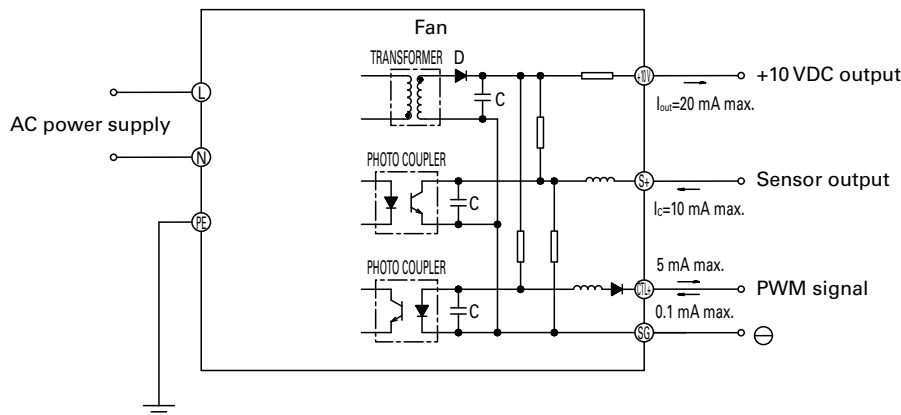 Fan
TRANSFORMER D
+10 V
+10 VDC output
C
Iout=20 mA max.
L
AC power supply
N
PHOTO COUPLER
S+
Sensor output
C
Ic=10 mA max.
PE
PHOTO COUPLER
5 mA max.
CTL+
PWM signal
C
0.1 mA max.
SG
⊖